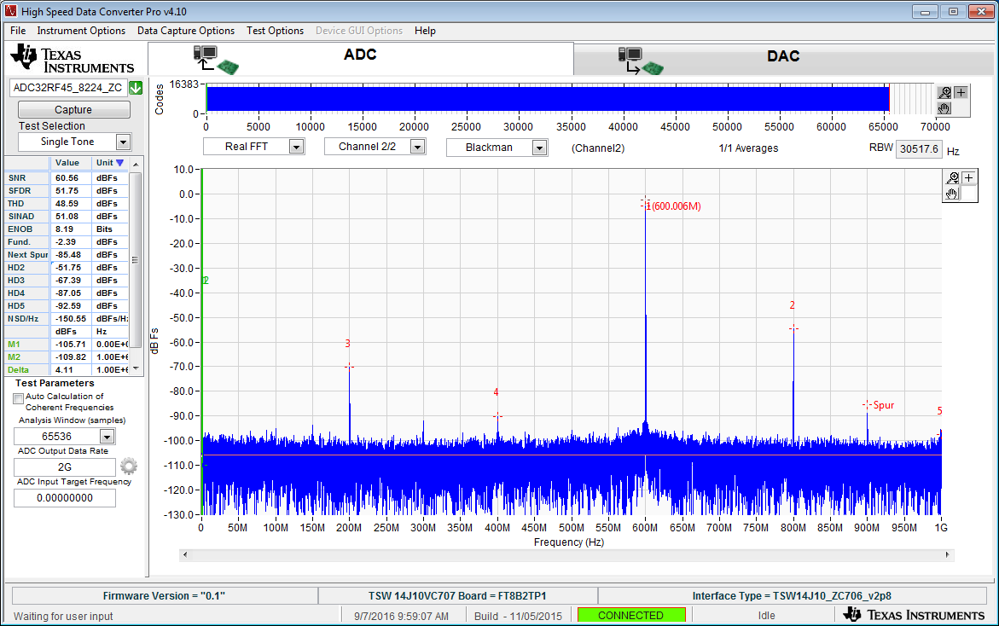 High Speed Data Converter Pro v4.10
File Instrument Options Data Capture Options Test Options Device GUI Options Help
TEXAS INSTRUMENTS
ADC
DAC
ADC32RF45_8224_ZC
Capture
Test Selection
Single Tone
Value Unit
SNR 60.56 dBFs
SFDR 51.75 dBFs
THD 48.59 dBFs
SINAD 51.08 dBFs
ENOB 8.19 Bits
Fund. -2.39 dBFs
Next Spur -85.48 dBFs
HD2 -51.75 dBFs
HD3 -67.39 dBFs
HD4 -87.05 dBFs
HD5 -92.59 dBFs
NSD/Hz -150.55 dBFs/Hz
dBFs Hz
M1 -105.71 0.00E+0
M2 -109.82 1.00E+6
Delta 4.11 1.00E+6
Test Parameters
Auto Calculation of
Coherent Frequencies
Analysis Window (samples)
65536
ADC Output Data Rate
2G
ADC Input Target Frequency
0.00000000
Codes
16383
0
0 5000 10000 15000 20000 25000 30000 35000 40000 45000 50000 55000 60000 65000 70000
Real FFT Channel 2/2 Blackman (Channel2) 1/1 Averages RBW 30517.6 Hz
dBFs
10.0
0.0
-10.0
-20.0
-30.0
-40.0
-50.0
-60.0
-70.0
-80.0
-90.0
-100.0
-110.0
-120.0
-130.0
1(600.006M)
2
2
3
4
Spur
5
0 50M 100M 150M 200M 250M 300M 350M 400M 450M 500M 550M 600M 650M 700M 750M 800M 850M 900M 950M 1G
Frequency (Hz)
Firmware Version = "0.1" TSW 14J10VC707 Board = FT8B2TP1 Interface Type = TSW14J10_ZC706_v2p8
Waiting for user input 9/7/2016 9:59:07 AM Build - 11/05/2015 CONNECTED Idle TEXAS INSTRUMENTS